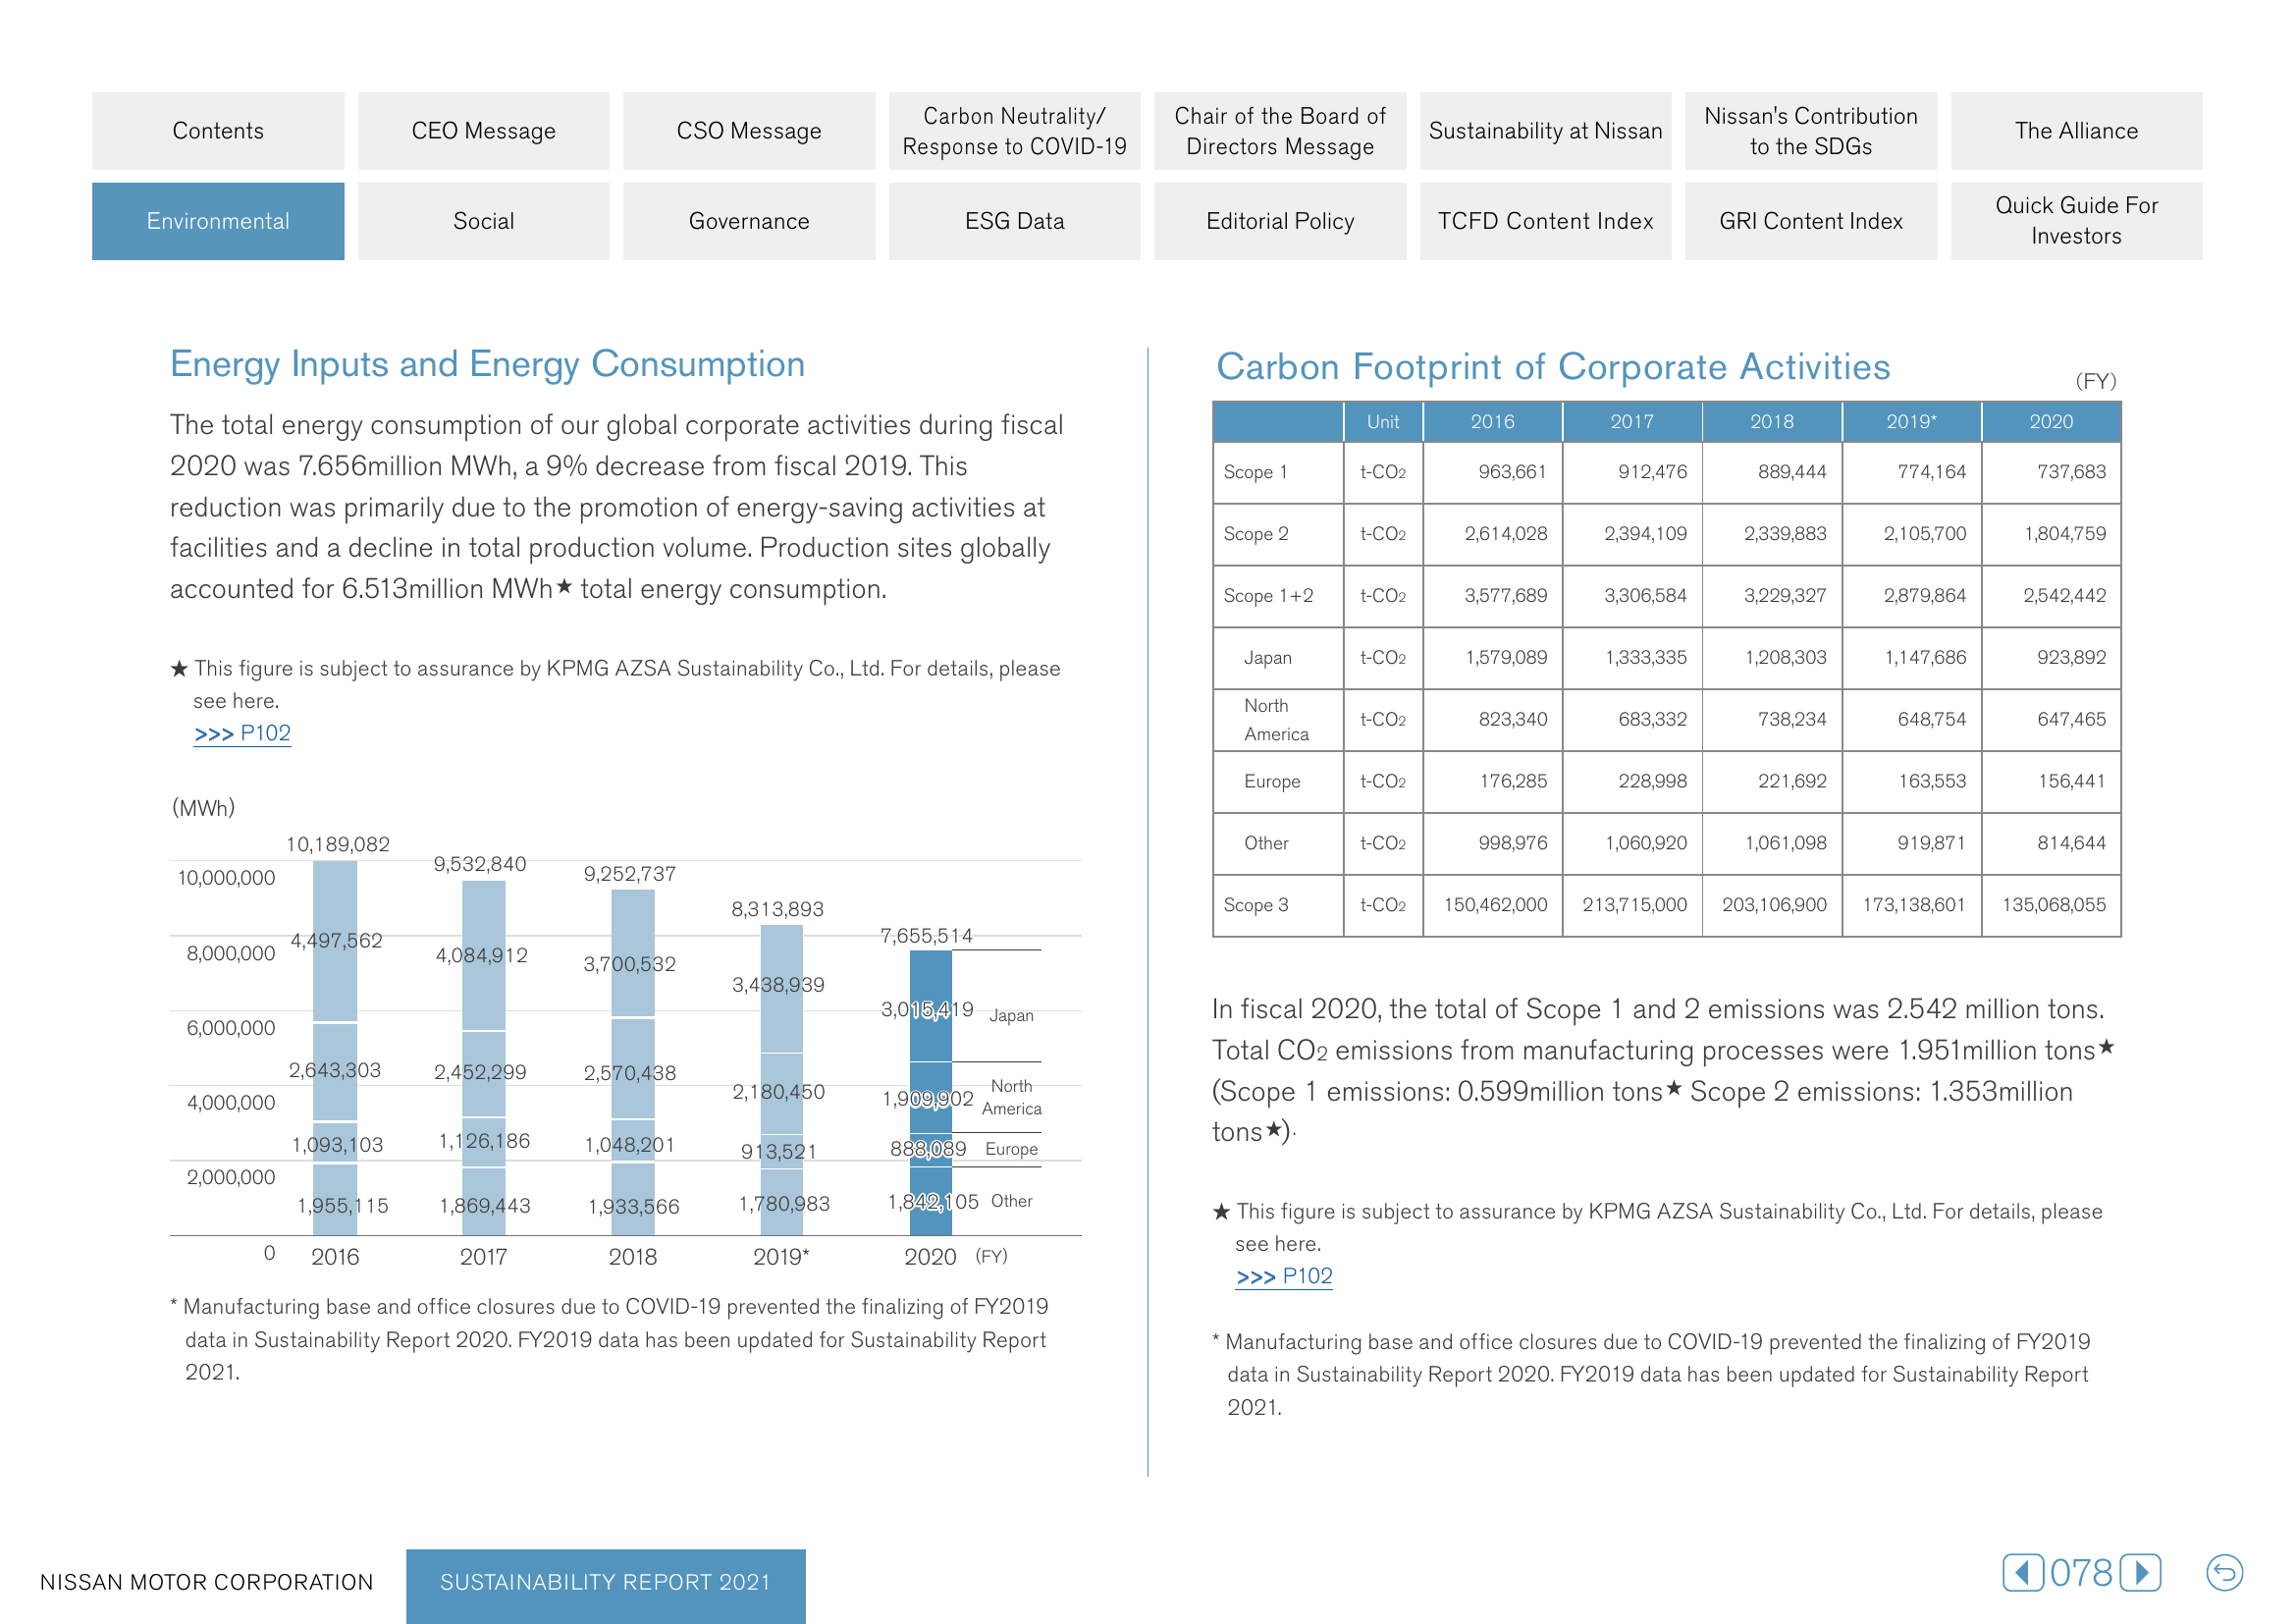 Contents
CEO Message
CSO Message
Carbon Neutrality/
Response to COVID-19
Chair of the Board of
Directors Message
Sustainability at Nissan
Nissan's Contribution
to the SDGs
The Alliance
Environmental
Social
Governance
ESG Data
Editorial Policy
TCFD Content Index
GRI Content Index
Quick Guide For
Investors
Energy Inputs and Energy Consumption
The total energy consumption of our global corporate activities during fiscal
2020 was 7.656million MWh, a 9% decrease from fiscal 2019. This
reduction was primarily due to the promotion of energy-saving activities at
facilities and a decline in total production volume. Production sites globally
accounted for 6.513million MWh★ total energy consumption.
★ This figure is subject to assurance by KPMG AZSA Sustainability Co., Ltd. For details, please
see here.
>>> P102
(MWh)
10,000,000
8,000,000
6,000,000
4,000,000
2,000,000
0
10,189,082
4,497,562
2,643,303
1,093,103
1,955,115
2016
9,532,840
4,084,912
2,452,299
1,126,186
1,869,443
2017
9,252,737
3,700,532
2,570,438
1,048,201
1,933,566
2018
8,313,893
3,438,939
2,180,450
913,521
1,780,983
2019*
7,655,514
3,015,419 Japan
1,909,902 North
America
888,089 Europe
1,842,105 Other
2020 (FY)
* Manufacturing base and office closures due to COVID-19 prevented the finalizing of FY2019
data in Sustainability Report 2020. FY2019 data has been updated for Sustainability Report
2021.
Carbon Footprint of Corporate Activities
(FY)
Unit 2016 2017 2018 2019* 2020
Scope 1 t-CO2 963,661 912,476 889,444 774,164 737,683
Scope 2 t-CO2 2,614,028 2,394,109 2,339,883 2,105,700 1,804,759
Scope 1+2 t-CO2 3,577,689 3,306,584 3,229,327 2,879,864 2,542,442
Japan t-CO2 1,579,089 1,333,335 1,208,303 1,147,686 923,892
North
America t-CO2 823,340 683,332 738,234 648,754 647,465
Europe t-CO2 176,285 228,998 221,692 163,553 156,441
Other t-CO2 998,976 1,060,920 1,061,098 919,871 814,644
Scope 3 t-CO2 150,462,000 213,715,000 203,106,900 173,138,601 135,068,055
In fiscal 2020, the total of Scope 1 and 2 emissions was 2.542 million tons.
Total CO2 emissions from manufacturing processes were 1.951million tons★
(Scope 1 emissions: 0.599million tons★ Scope 2 emissions: 1.353million
tons★).
★ This figure is subject to assurance by KPMG AZSA Sustainability Co., Ltd. For details, please
see here.
>>> P102
* Manufacturing base and office closures due to COVID-19 prevented the finalizing of FY2019
data in Sustainability Report 2020. FY2019 data has been updated for Sustainability Report
2021.
NISSAN MOTOR CORPORATION
SUSTAINABILITY REPORT 2021
078